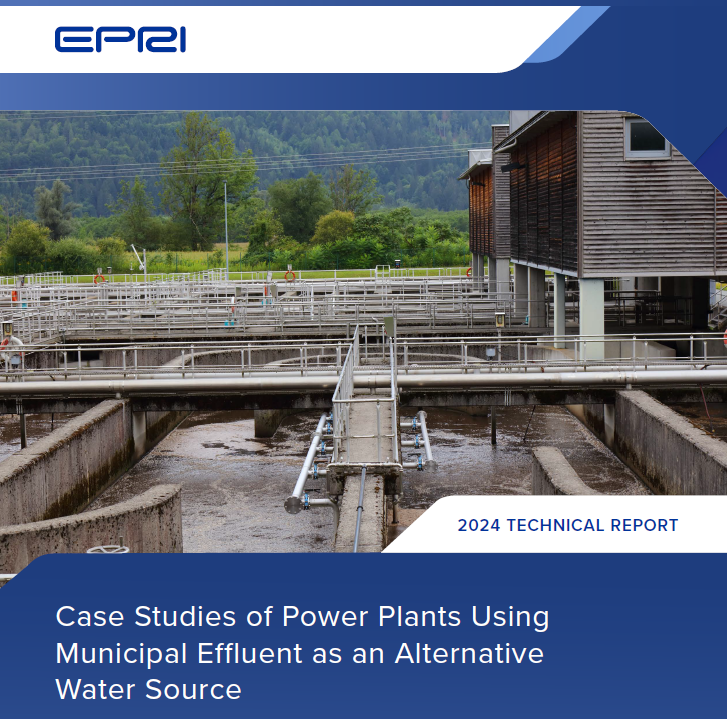 EPRI
2024 TECHNICAL REPORT
Case Studies of Power Plants Using
Municipal Effluent as an Alternative
Water Source